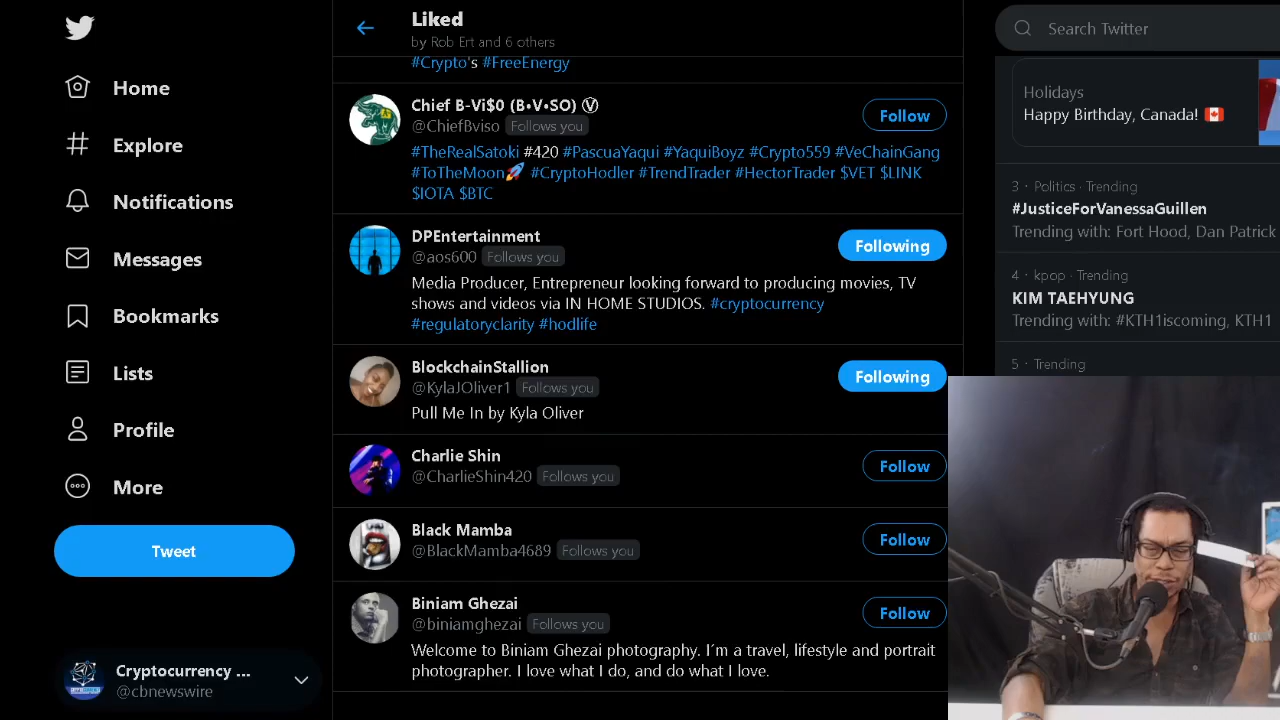 Home
Explore
Notifications
Messages
Bookmarks
Lists
Profile
More
Tweet
Cryptocurrency ...
@cbnewswire
Liked
by Rob Ert and 6 others
#Crypto's #FreeEnergy
Chief B-Vi$0 (B•V•SO) Ⓥ
@ChiefBviso Follows you
Follow
#TheRealSatoki #420 #PascuaYaqui #YaquiBoyz #Crypto559 #VeChainGang
#ToTheMoon🚀 #CryptoHodler #TrendTrader #HectorTrader $VET $LINK
$IOTA $BTC
DPEntertainment
@aos600 Follows you
Following
Media Producer, Entrepreneur looking forward to producing movies, TV
shows and videos via IN HOME STUDIOS. #cryptocurrency
#regulatoryclarity #hodlife
BlockchainStallion
@KylaJOliver1 Follows you
Following
Pull Me In by Kyla Oliver
Charlie Shin
@CharlieShin420 Follows you
Follow
Black Mamba
@BlackMamba4689 Follows you
Follow
Biniam Ghezai
@biniamghezai Follows you
Follow
Welcome to Biniam Ghezai photography. I´m a travel, lifestyle and portrait
photographer. I love what I do, and do what I love.
Search Twitter
Holidays
Happy Birthday, Canada! 🇨🇦
3 · Politics · Trending
#JusticeForVanessaGuillen
Trending with: Fort Hood, Dan Patrick
4 · kpop · Trending
KIM TAEHYUNG
Trending with: #KTH1iscoming, KTH1
5 · Trending